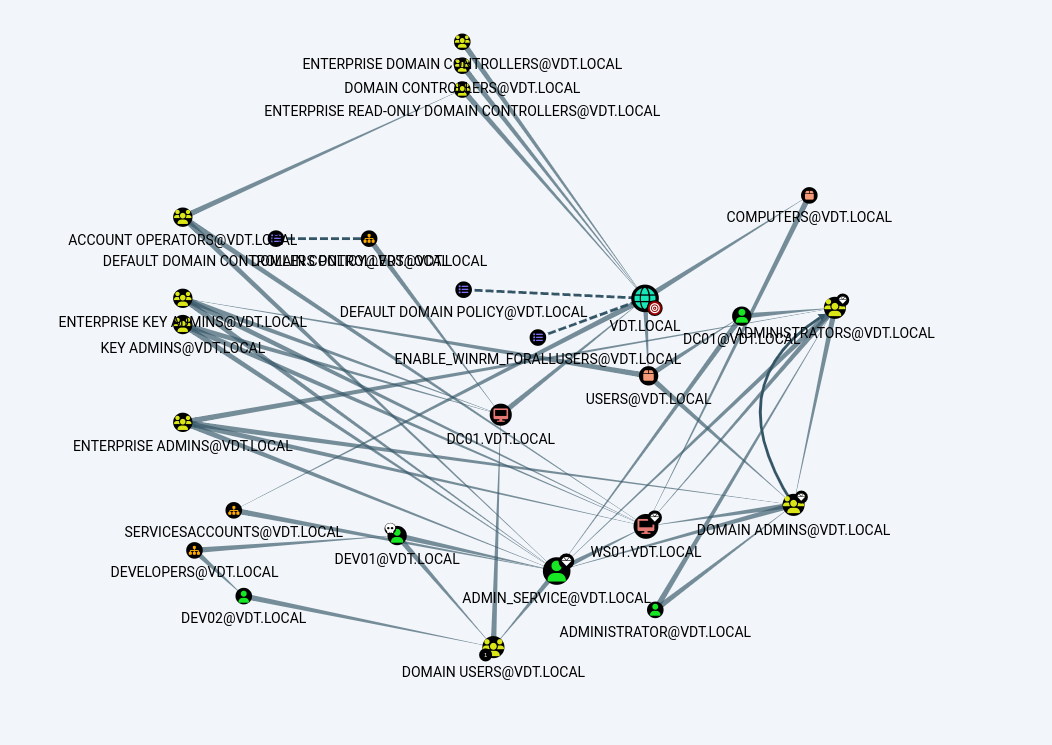 ENTERPRISE DOMAIN CONTROLLERS@VDT.LOCAL
DOMAIN CONTROLLERS@VDT.LOCAL
ENTERPRISE READ-ONLY DOMAIN CONTROLLERS@VDT.LOCAL
COMPUTERS@VDT.LOCAL
ACCOUNT OPERATORS@VDT.LOCAL
DEFAULT DOMAIN CONTROLLERS POLICY@VDT.LOCAL
DOMAIN CONTROLLERS@VDT.LOCAL
DEFAULT DOMAIN POLICY@VDT.LOCAL
ENTERPRISE KEY ADMINS@VDT.LOCAL
VDT.LOCAL
ADMINISTRATORS@VDT.LOCAL
DC01@VDT.LOCAL
KEY ADMINS@VDT.LOCAL
ENABLE_WINRM_FORALLUSERS@VDT.LOCAL
USERS@VDT.LOCAL
ENTERPRISE ADMINS@VDT.LOCAL
DC01.VDT.LOCAL
SERVICESACCOUNTS@VDT.LOCAL
DOMAIN ADMINS@VDT.LOCAL
WS01.VDT.LOCAL
DEV01@VDT.LOCAL
DEVELOPERS@VDT.LOCAL
ADMIN_SERVICE@VDT.LOCAL
DEV02@VDT.LOCAL
ADMINISTRATOR@VDT.LOCAL
DOMAIN USERS@VDT.LOCAL